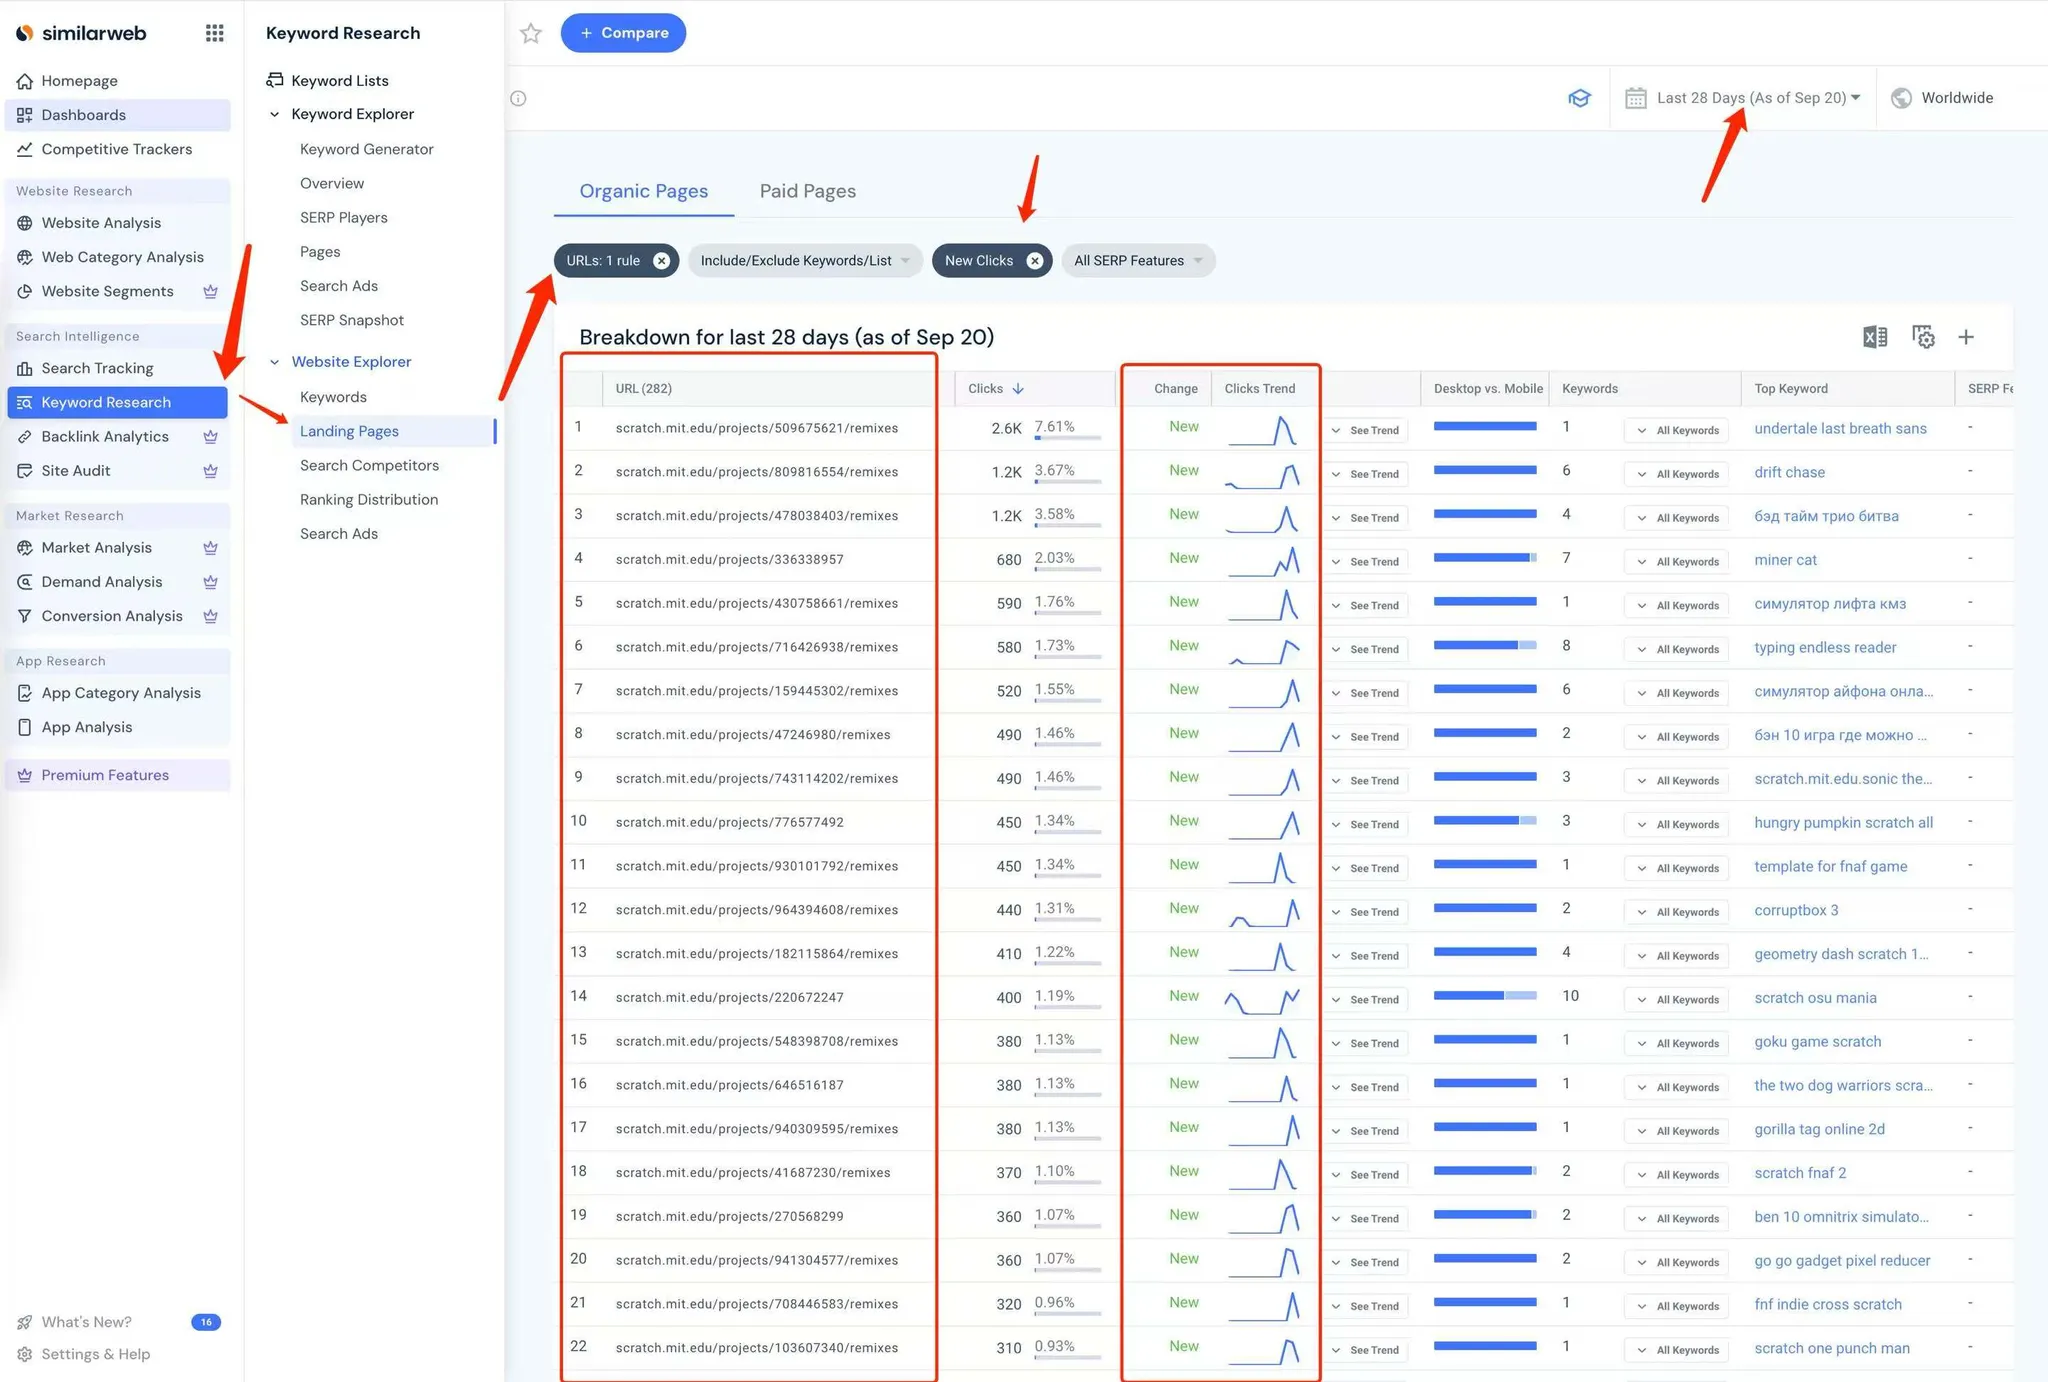 similarweb
Homepage
Dashboards
Competitive Trackers
Website Research
Website Analysis
Web Category Analysis
Website Segments
Search Intelligence
Search Tracking
Keyword Research
Backlink Analytics
Site Audit
Market Research
Market Analysis
Demand Analysis
Conversion Analysis
App Research
App Category Analysis
App Analysis
Premium Features
What's New? 16
Settings & Help
Keyword Research
Keyword Lists
Keyword Explorer
Keyword Generator
Overview
SERP Players
Pages
Search Ads
SERP Snapshot
Website Explorer
Keywords
Landing Pages
Search Competitors
Ranking Distribution
Search Ads
+ Compare
Last 28 Days (As of Sep 20) Worldwide
Organic Pages Paid Pages
URLs: 1 rule Include/Exclude Keywords/List New Clicks All SERP Features
Breakdown for last 28 days (as of Sep 20)
URL (282) Clicks Change Clicks Trend Desktop vs. Mobile Keywords Top Keyword SERP Fe
1 scratch.mit.edu/projects/509675621/remixes 2.6K 7.61% New See Trend 1 All Keywords undertale last breath sans -
2 scratch.mit.edu/projects/809816554/remixes 1.2K 3.67% New See Trend 6 All Keywords drift chase -
3 scratch.mit.edu/projects/478038403/remixes 1.2K 3.58% New See Trend 4 All Keywords бэд тайм трио битва -
4 scratch.mit.edu/projects/336338957 680 2.03% New See Trend 7 All Keywords miner cat -
5 scratch.mit.edu/projects/430758661/remixes 590 1.76% New See Trend 1 All Keywords симулятор лифта кмз -
6 scratch.mit.edu/projects/716426938/remixes 580 1.73% New See Trend 8 All Keywords typing endless reader -
7 scratch.mit.edu/projects/159445302/remixes 520 1.55% New See Trend 6 All Keywords симулятор айфона онла... -
8 scratch.mit.edu/projects/47246980/remixes 490 1.46% New See Trend 2 All Keywords бэн 10 игра где можно ... -
9 scratch.mit.edu/projects/743114202/remixes 490 1.46% New See Trend 3 All Keywords scratch.mit.edu.sonic the... -
10 scratch.mit.edu/projects/776577492 450 1.34% New See Trend 3 All Keywords hungry pumpkin scratch all -
11 scratch.mit.edu/projects/930101792/remixes 450 1.34% New See Trend 1 All Keywords template for fnaf game -
12 scratch.mit.edu/projects/964394608/remixes 440 1.31% New See Trend 2 All Keywords corruptbox 3 -
13 scratch.mit.edu/projects/182115864/remixes 410 1.22% New See Trend 4 All Keywords geometry dash scratch 1... -
14 scratch.mit.edu/projects/220672247 400 1.19% New See Trend 10 All Keywords scratch osu mania -
15 scratch.mit.edu/projects/548398708/remixes 380 1.13% New See Trend 1 All Keywords goku game scratch -
16 scratch.mit.edu/projects/646516187 380 1.13% New See Trend 1 All Keywords the two dog warriors scra... -
17 scratch.mit.edu/projects/940309595/remixes 380 1.13% New See Trend 1 All Keywords gorilla tag online 2d -
18 scratch.mit.edu/projects/41687230/remixes 370 1.10% New See Trend 2 All Keywords scratch fnaf 2 -
19 scratch.mit.edu/projects/270568299 360 1.07% New See Trend 2 All Keywords ben 10 omnitrix simulato... -
20 scratch.mit.edu/projects/941304577/remixes 360 1.07% New See Trend 2 All Keywords go go gadget pixel reducer -
21 scratch.mit.edu/projects/708446583/remixes 320 0.96% New See Trend 1 All Keywords fnf indie cross scratch -
22 scratch.mit.edu/projects/103607340/remixes 310 0.93% New See Trend 1 All Keywords scratch one punch man -